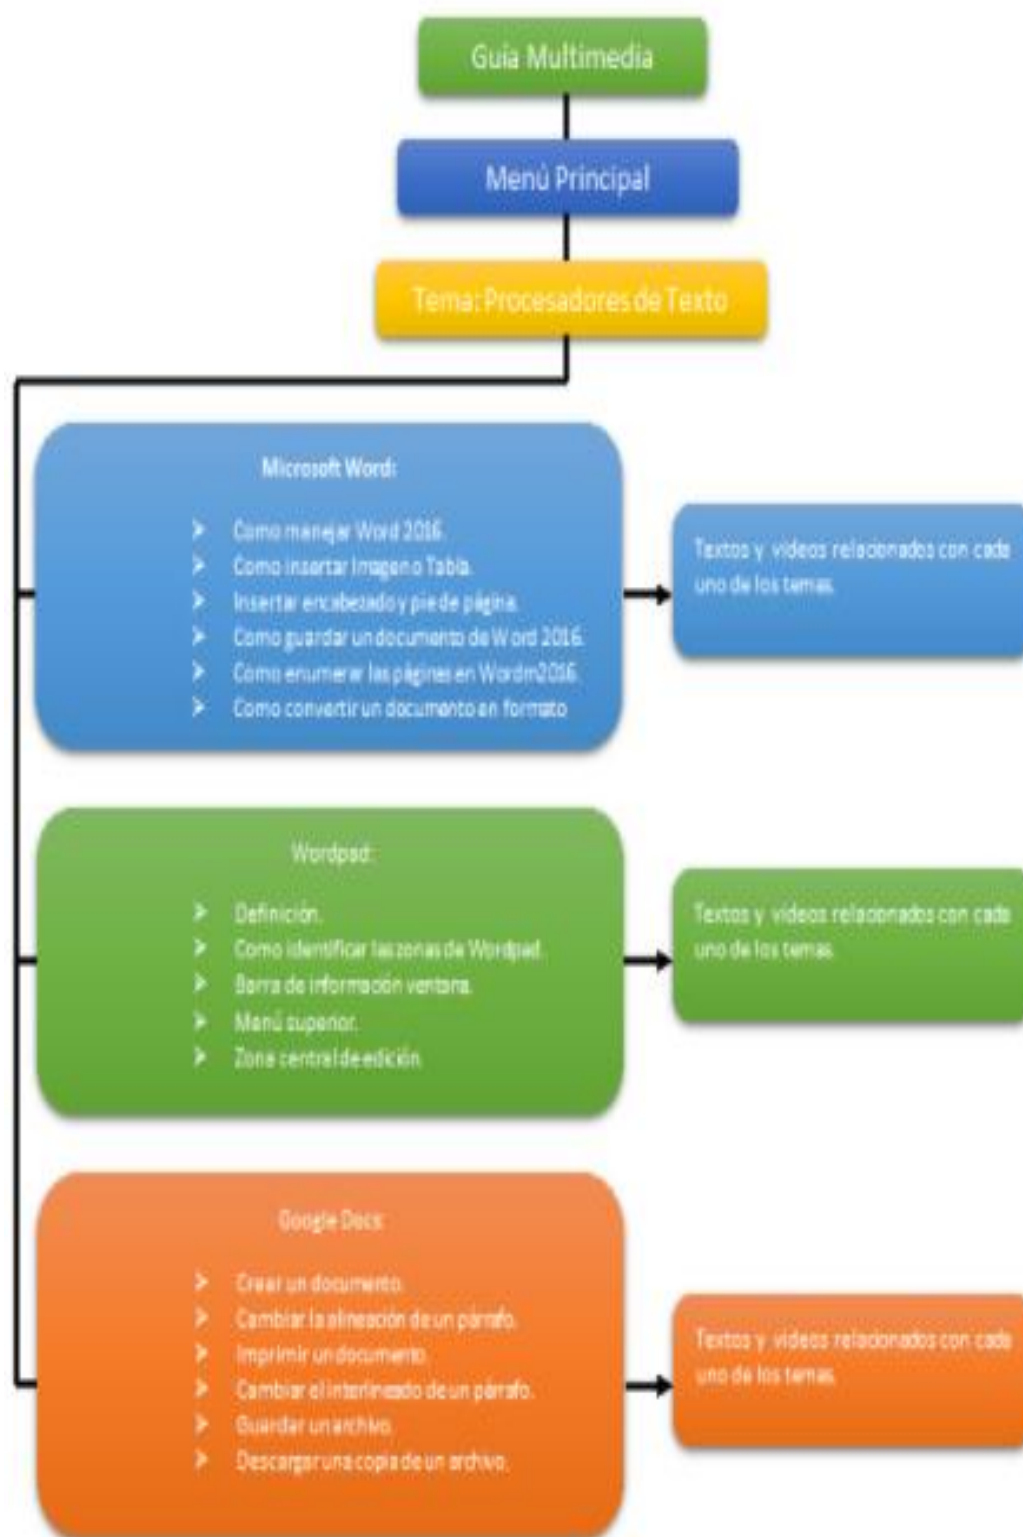 Guía Multimedia
Menú Principal
Tema: Procesadores de Texto
Microsoft Word:
Como manejar Word 2016.
Como insertar Imagen o Tabla.
Insertar encabezado y pie de página.
Como guardar un documento de Word 2016.
Como enumerar las páginas en Wordm2016.
Como convertir un documento en formato
Textos y videos relacionados con cada
uno de los temas.
Wordpad:
Definición.
Como identificar las zonas de Wordpad.
Barra de información ventana.
Menú superior.
Zona central de edición.
Textos y videos relacionados con cada
uno de los temas.
Google Docs:
Crear un documento.
Cambiar la alineación de un párrafo.
Imprimir un documento.
Cambiar el interlineado de un párrafo.
Guardar un archivo.
Descargar una copia de un archivo.
Textos y videos relacionados con cada
uno de los temas.